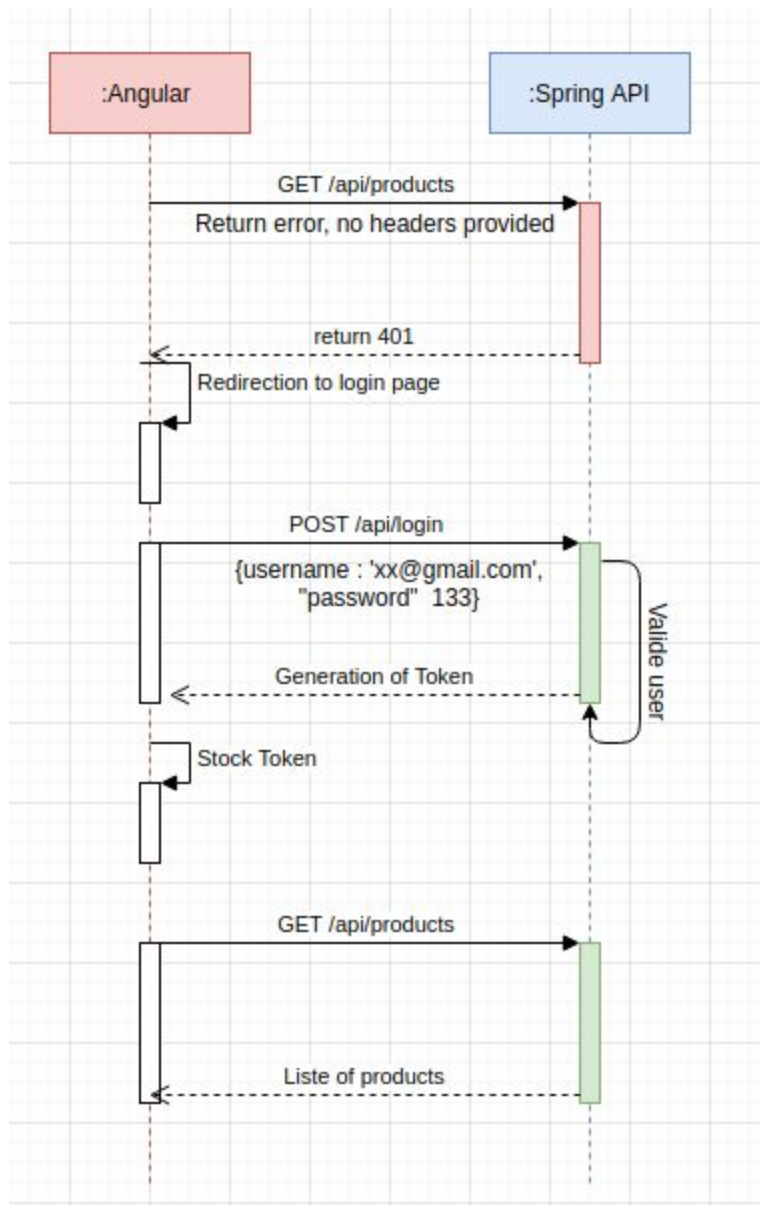 :Angular
:Spring API
GET /api/products
Return error, no headers provided
return 401
Redirection to login page
POST /api/login
{username : 'xx@gmail.com',
"password"  133}
Valide user
Generation of Token
Stock Token
GET /api/products
Liste of products